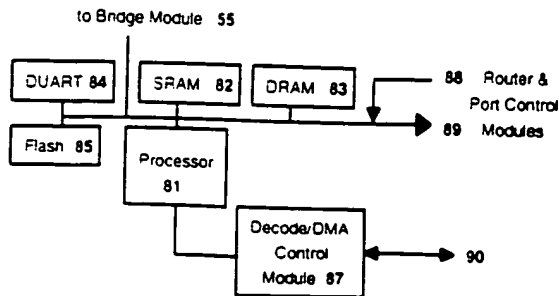 to Bridge Module 55
DUART 84
SRAM 82
DRAM 83
88 Router &
Port Control
89 Modules
Flash 85
Processor
81
Decode/DMA
Control
Module 87
90